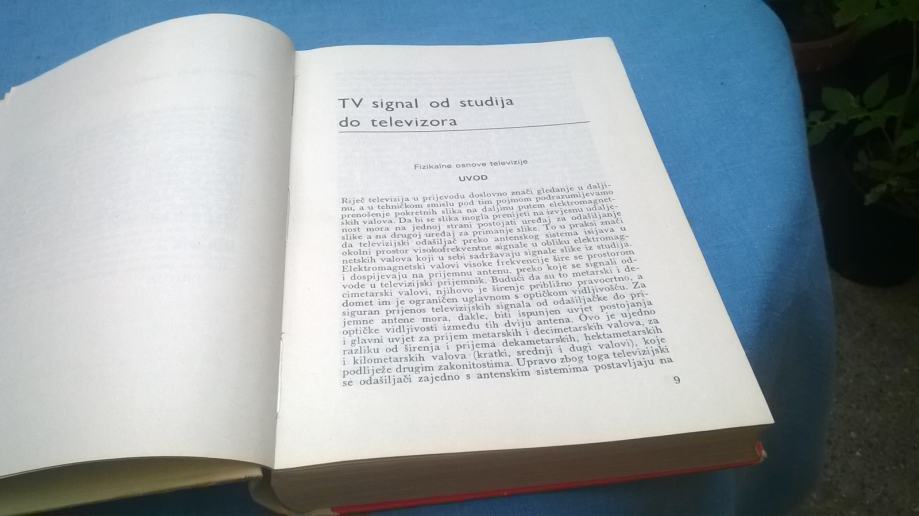 TV signal od studija
do televizora
Fizikalne osnove televizije
UVOD
Riječ televizija u prijevodu doslovno znači gledanje u dalji-
nu, a u tehničkom smislu pod tim pojmom podrazumijevamo
prenošenje pokretnih slika na daljinu putem elektromagnet-
skih valova. Da bi se slika mogla prenijeti na izvjesnu udalje-
nost mora na jednoj strani postojati uređaj za odašiljanje
slike a na drugoj uređaj za primanje slike. To u praksi znači
da televizijski odašiljač preko antenskog sistema isijava u
okolni prostor visokofrekventne signale u obliku elektromag-
netskih valova koji u sebi sadržavaju signale slike iz studija.
Elektromagnetski valovi visoke frekvencije šire se prostorom
i dospijevaju na prijemnu antenu, preko koje se signali od-
vode u televizijski prijemnik. Budući da su to metarski i de-
cimetarski valovi, njihovo je širenje približno pravocrtno, a
domet im je ograničen uglavnom s optičkom vidljivošću. Za
siguran prijenos televizijskih signala od odašiljačke do pri-
jemne antene mora, dakle, biti ispunjen uvjet postojanja
optičke vidljivosti između tih dviju antena. Ovo je ujedno
i glavni uvjet za prijem metarskih i decimetarskih valova, za
razliku od širenja i prijema dekametarskih, hektametarskih
i kilometarskih valova (kratki, srednji i dugi valovi), koje
podliježe drugim zakonitostima. Upravo zbog toga televizijski
se odašiljači zajedno s antenskim sistemima postavljaju na
9